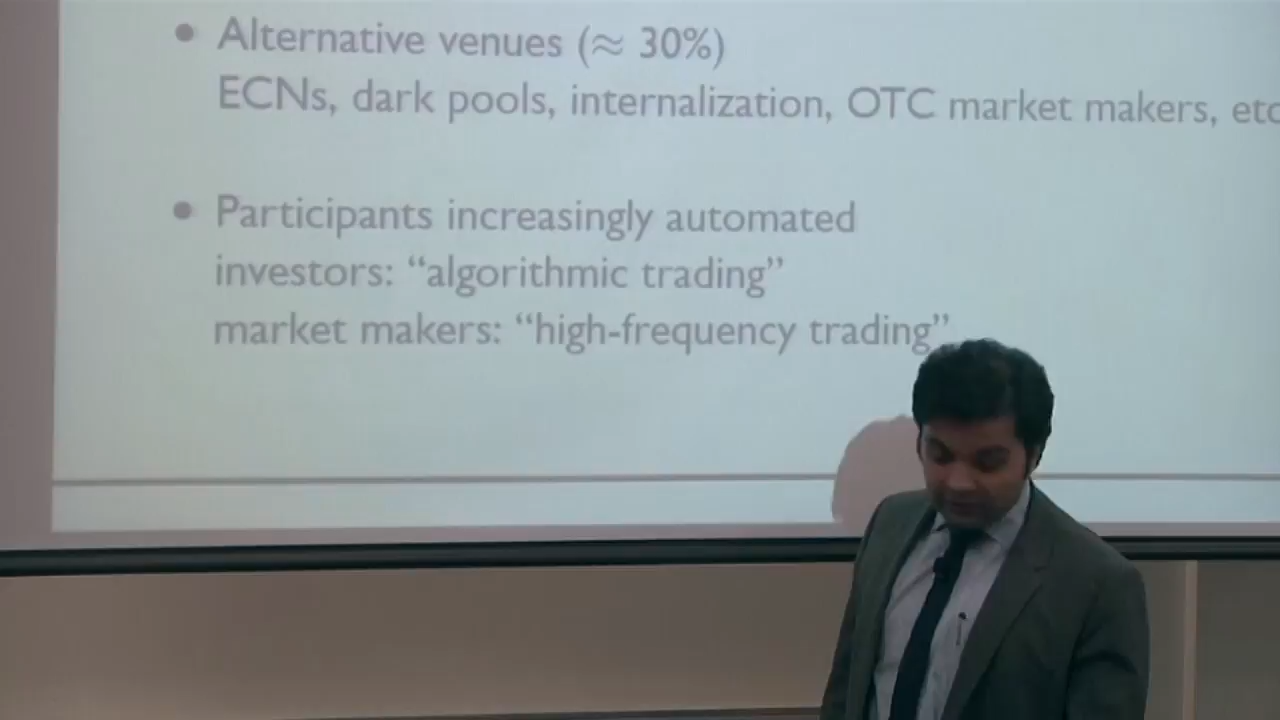 • Alternative venues (≈ 30%)
ECNs, dark pools, internalization, OTC market makers, etc
• Participants increasingly automated
investors: “algorithmic trading”
market makers: “high-frequency trading”